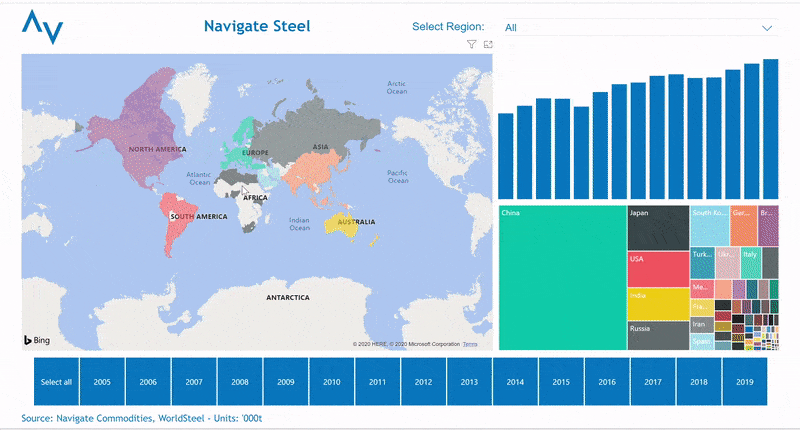 Navigate Steel
Select Region:
All
Arctic
Ocean
NORTH AMERICA
EUROPE
ASIA
Atlantic
Ocean
Pacific
Ocean
AFRICA
SOUTH AMERICA
Indian
Ocean
AUSTRALIA
ANTARCTICA
Bing
© 2020 HERE, © 2020 Microsoft Corporation Terms
China
Japan
USA
India
Russia
South Ko...
Ger...
Br...
Turk...
Ukr...
Italy
Me...
Fra...
Iran
Spain
Select all
2005
2006
2007
2008
2009
2010
2011
2012
2013
2014
2015
2016
2017
2018
2019
Source: Navigate Commodities, WorldSteel - Units: '000t